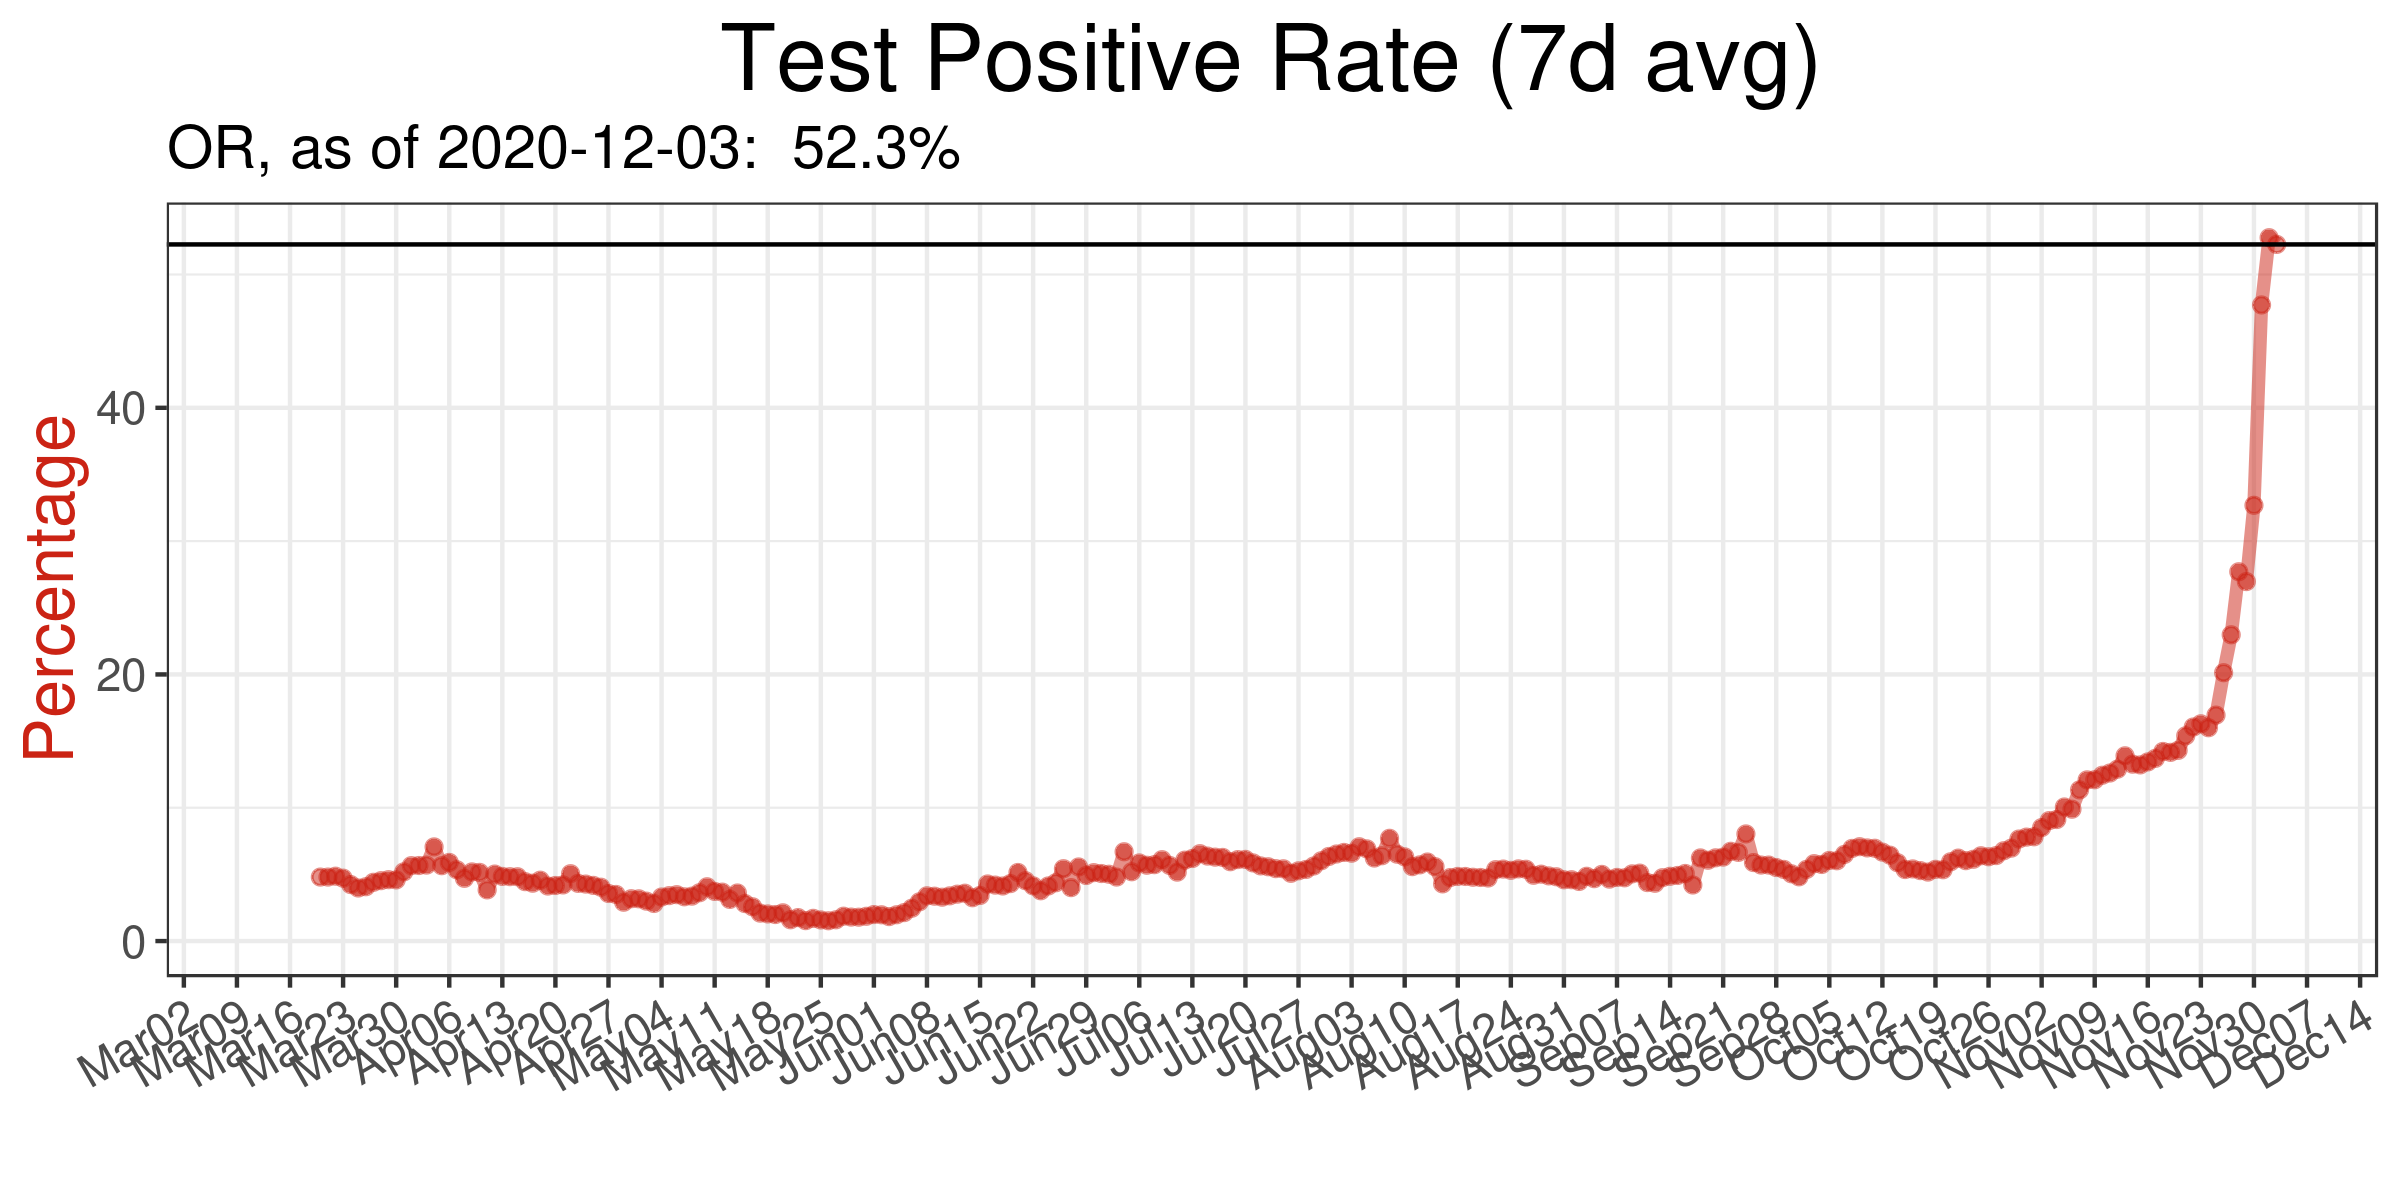 Test Positive Rate (7d avg)
OR, as of 2020-12-03:  52.3%
Percentage
40
20
0
Mar02
Mar09
Mar16
Mar23
Mar30
Apr06
Apr13
Apr20
Apr27
May04
May11
May18
May25
Jun01
Jun08
Jun15
Jun22
Jun29
Jul06
Jul13
Jul20
Jul27
Aug03
Aug10
Aug17
Aug24
Aug31
Sep07
Sep14
Sep21
Sep28
Oct05
Oct12
Oct19
Oct26
Nov02
Nov09
Nov16
Nov23
Nov30
Dec07
Dec14